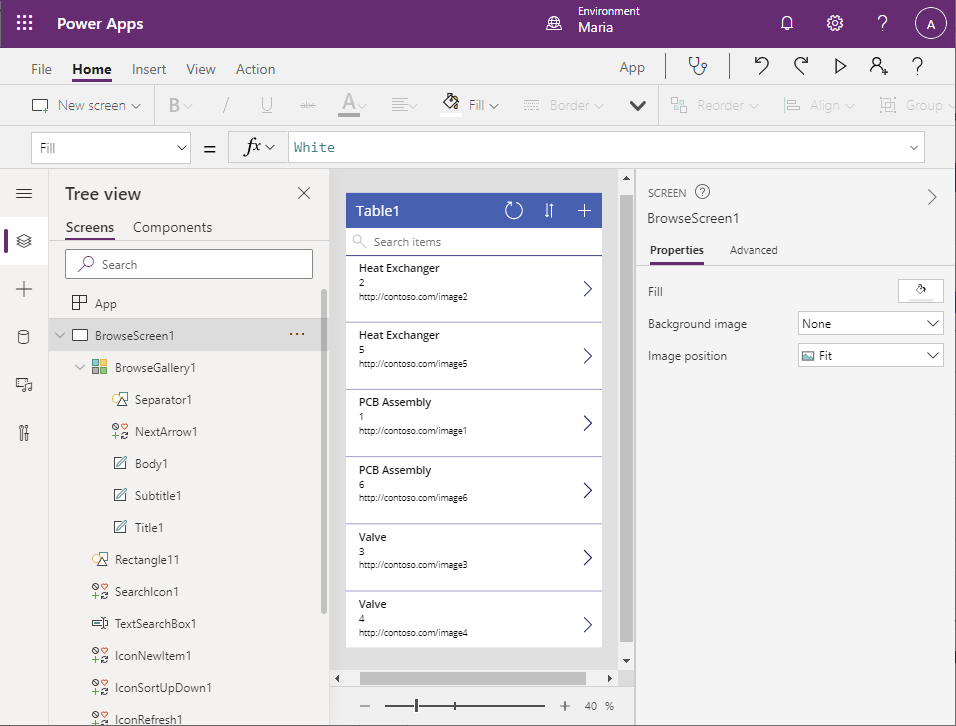 Environment
Power Apps
Maria
?
A
File
Home
Insert
View
Action
App
?
New screen
B
/
U
abc
A
Fill
Border
Reorder
Align
Group
Fill
=
fx
White
Tree view
Screens
Components
Search
App
BrowseScreen1
...
BrowseGallery1
Separator1
NextArrow1
Body1
Subtitle1
Title1
Rectangle11
SearchIcon1
TextSearchBox1
IconNewItem1
IconSortUpDown1
IconRefresh1
Table1
Search items
Heat Exchanger
2
http://contoso.com/image2
Heat Exchanger
5
http://contoso.com/image5
PCB Assembly
1
http://contoso.com/image1
PCB Assembly
6
http://contoso.com/image6
Valve
3
http://contoso.com/image3
Valve
4
http://contoso.com/image4
40 %
SCREEN ?
BrowseScreen1
Properties
Advanced
Fill
Background image
None
Image position
Fit